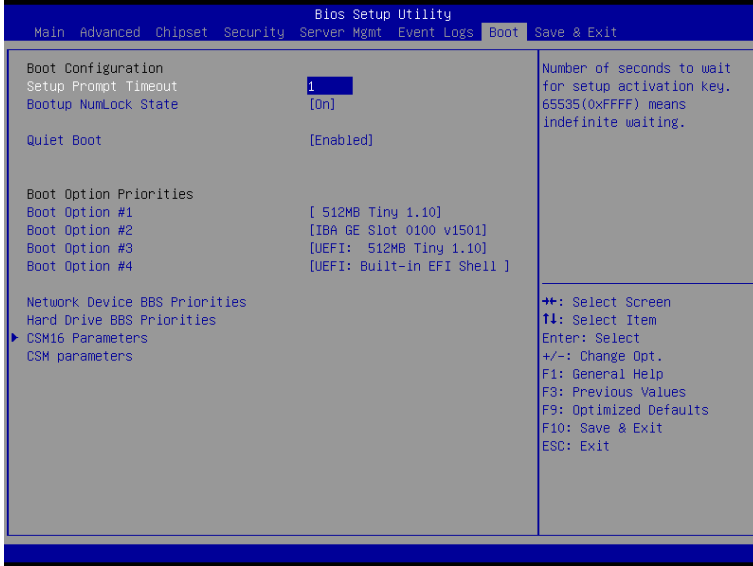 Bios Setup Utility
Main Advanced Chipset Security Server Mgmt Event Logs Boot Save & Exit
Boot Configuration
Setup Prompt Timeout 1
Bootup NumLock State [On]
Quiet Boot [Enabled]
Boot Option Priorities
Boot Option #1 [ 512MB Tiny 1.10]
Boot Option #2 [IBA GE Slot 0100 v1501]
Boot Option #3 [UEFI:  512MB Tiny 1.10]
Boot Option #4 [UEFI: Built-in EFI Shell ]
Network Device BBS Priorities
Hard Drive BBS Priorities
CSM16 Parameters
CSM parameters
Number of seconds to wait
for setup activation key.
65535(0xFFFF) means
indefinite waiting.
→←: Select Screen
↑↓: Select Item
Enter: Select
+/-: Change Opt.
F1: General Help
F3: Previous Values
F9: Optimized Defaults
F10: Save & Exit
ESC: Exit